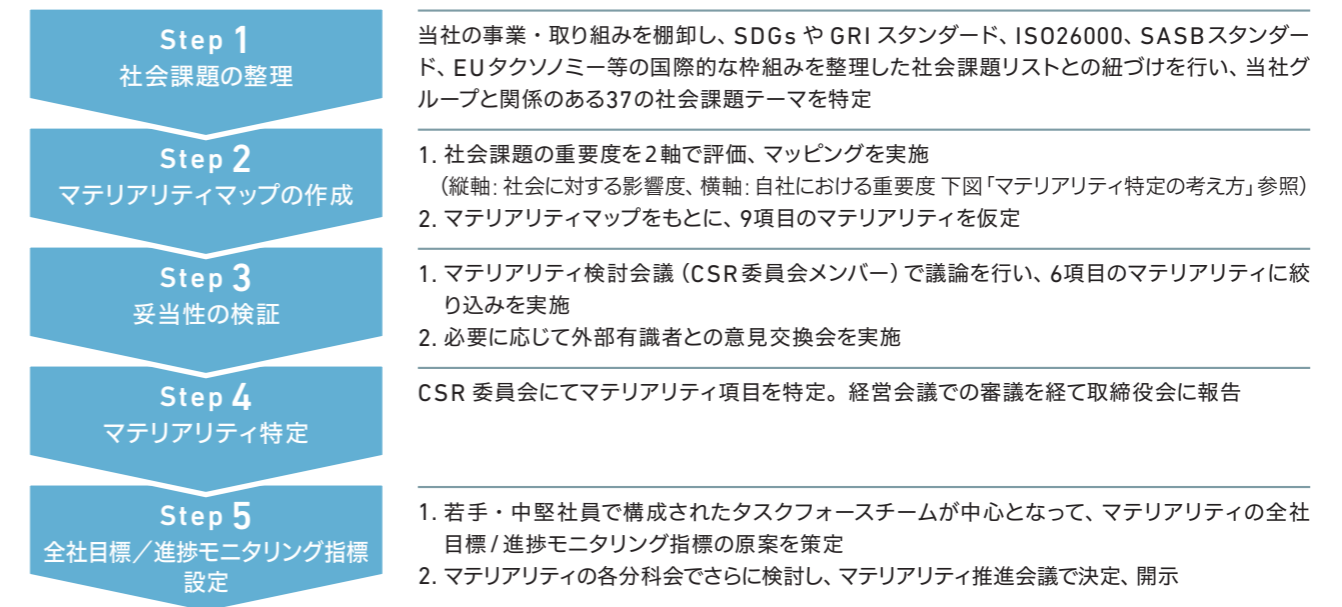 Step 1
社会課題の整理
当社の事業・取り組みを棚卸し、SDGs や GRI スタンダード、ISO26000、SASBスタンダー
ド、EUタクソノミー等の国際的な枠組みを整理した社会課題リストとの紐づけを行い、当社グ
ループと関係のある37の社会課題テーマを特定
Step 2
マテリアリティマップの作成
1. 社会課題の重要度を2軸で評価、マッピングを実施
（縦軸：社会に対する影響度、横軸：自社における重要度 下図「マテリアリティ特定の考え方」参照）
2. マテリアリティマップをもとに、9項目のマテリアリティを仮定
Step 3
妥当性の検証
1. マテリアリティ検討会議（CSR委員会メンバー）で議論を行い、6項目のマテリアリティに絞
り込みを実施
2. 必要に応じて外部有識者との意見交換会を実施
Step 4
マテリアリティ特定
CSR 委員会にてマテリアリティ項目を特定。経営会議での審議を経て取締役会に報告
Step 5
全社目標／進捗モニタリング指標
設定
1. 若手・中堅社員で構成されたタスクフォースチームが中心となって、マテリアリティの全社
目標/進捗モニタリング指標の原案を策定
2. マテリアリティの各分科会でさらに検討し、マテリアリティ推進会議で決定、開示